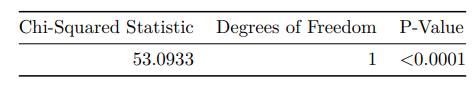 Chi-Squared Statistic Degrees of Freedom P-Value
53.0933 1 <0.0001